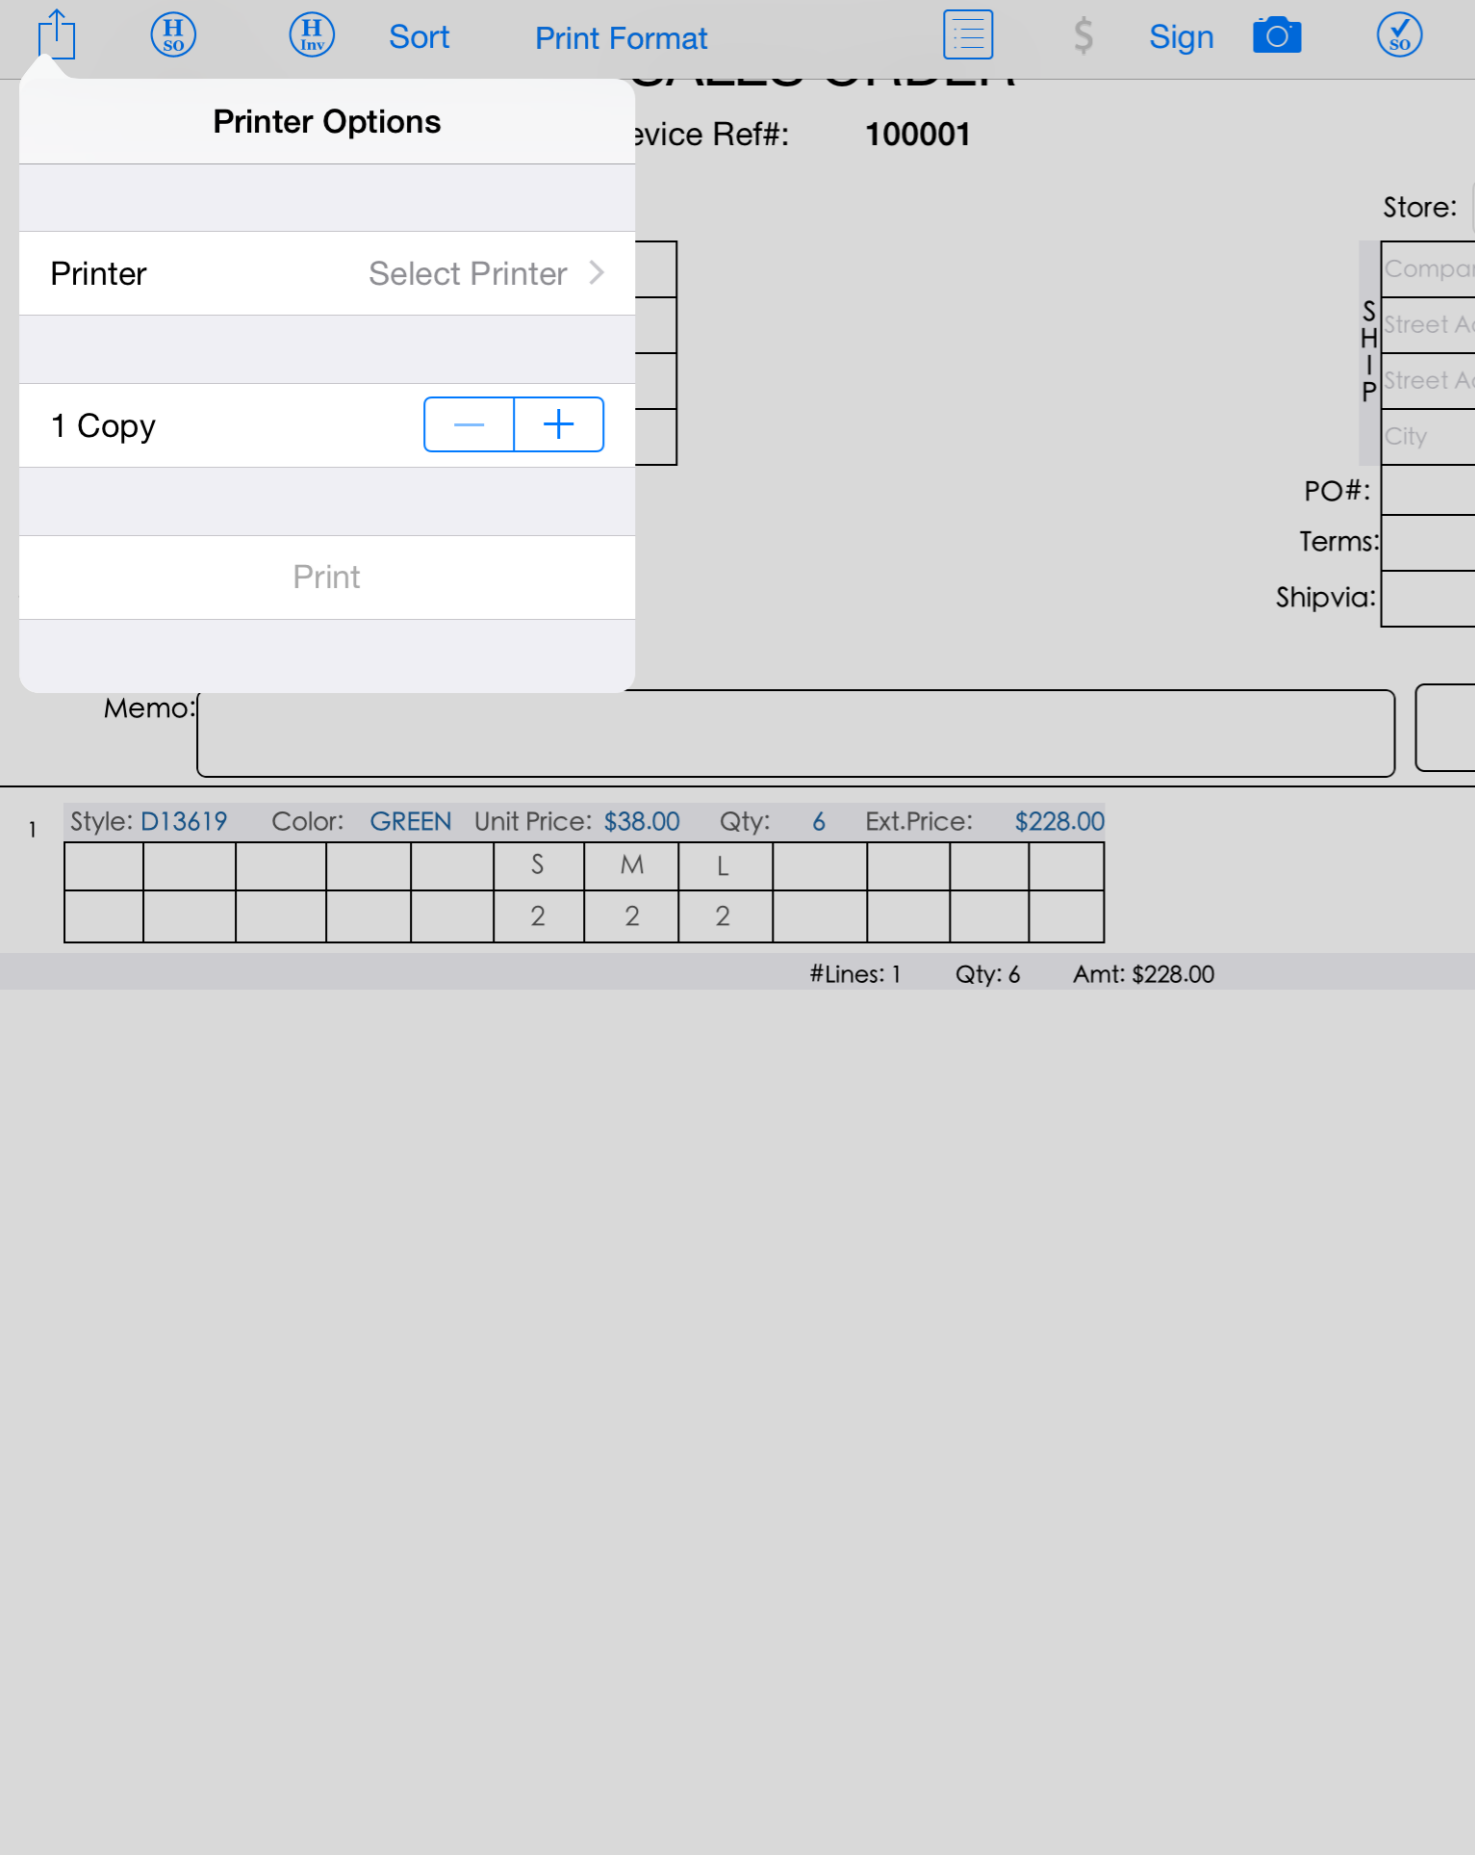 H
SO
H
Inv
Sort
Print Format
$
Sign
SO
SALES ORDER
Printer Options
evice Ref#: 100001
Store:
Printer
Select Printer
1 Copy
Print
S
H
I
P
Compa
Street A
Street A
City
PO#:
Terms:
Shipvia:
Memo:
1 Style: D13619 Color: GREEN Unit Price: $38.00 Qty: 6 Ext.Price: $228.00
S M L
2 2 2
#Lines: 1 Qty: 6 Amt: $228.00